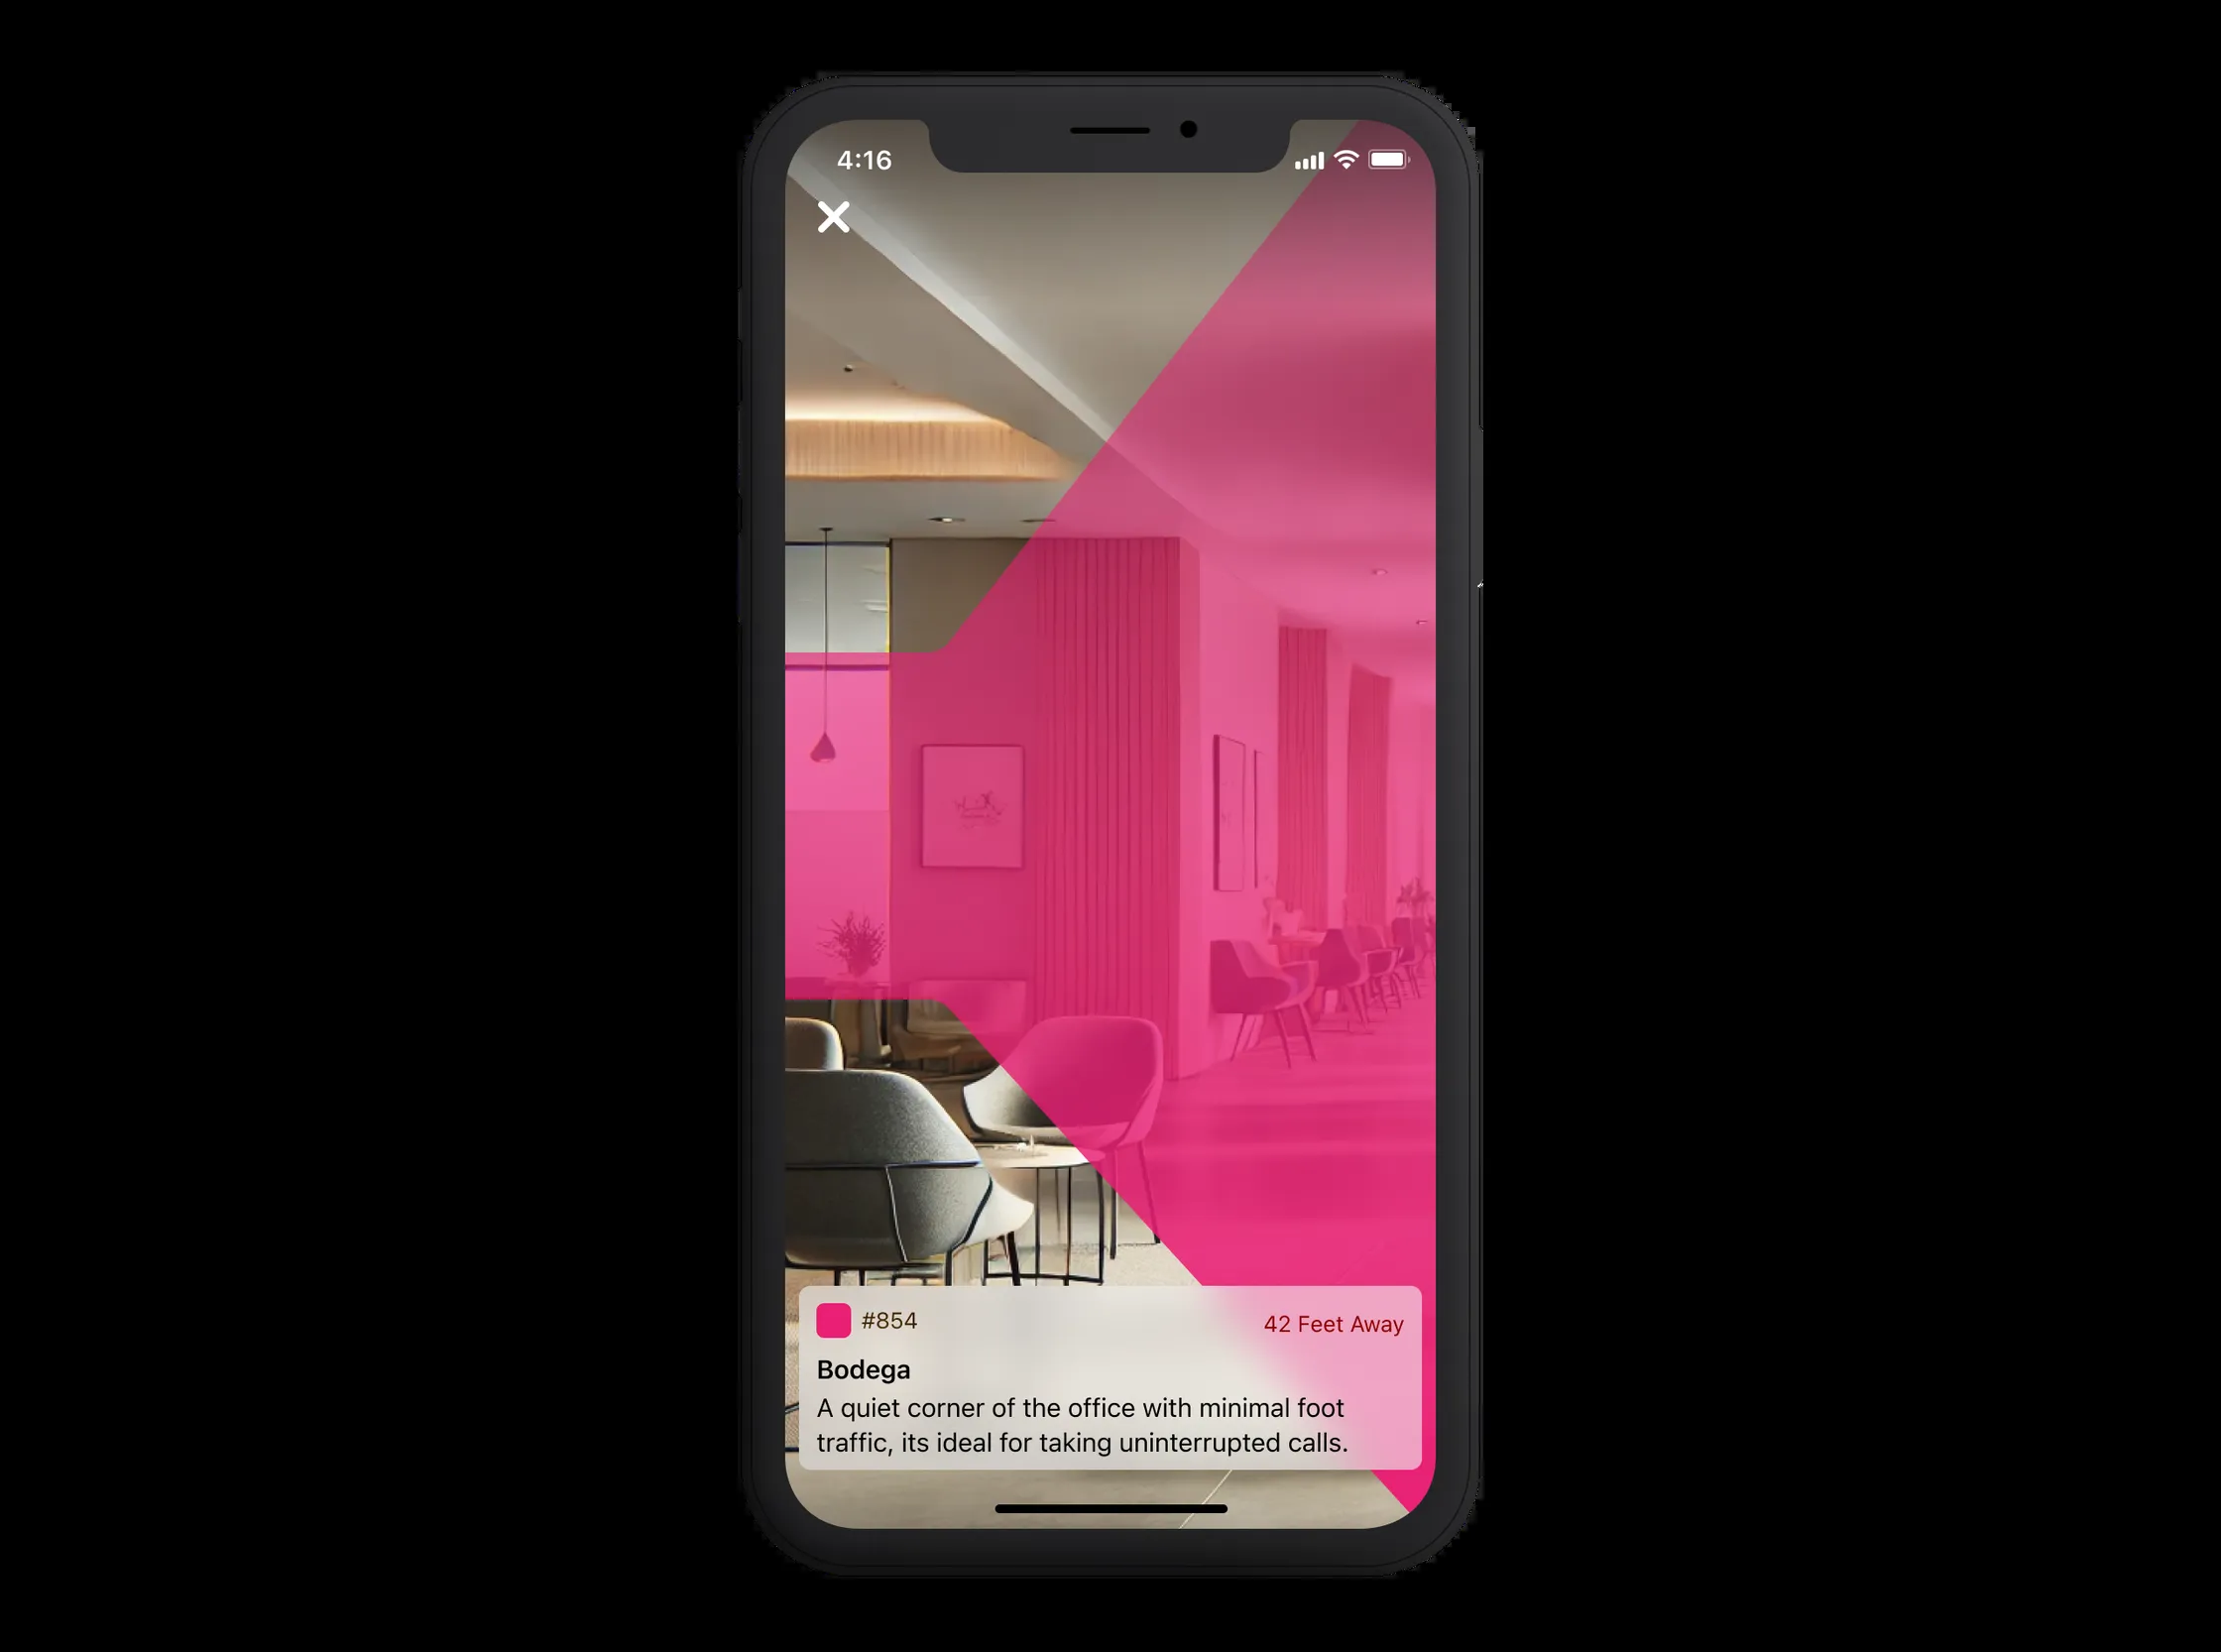 4:16
#854
42 Feet Away
Bodega
A quiet corner of the office with minimal foot
traffic, its ideal for taking uninterrupted calls.